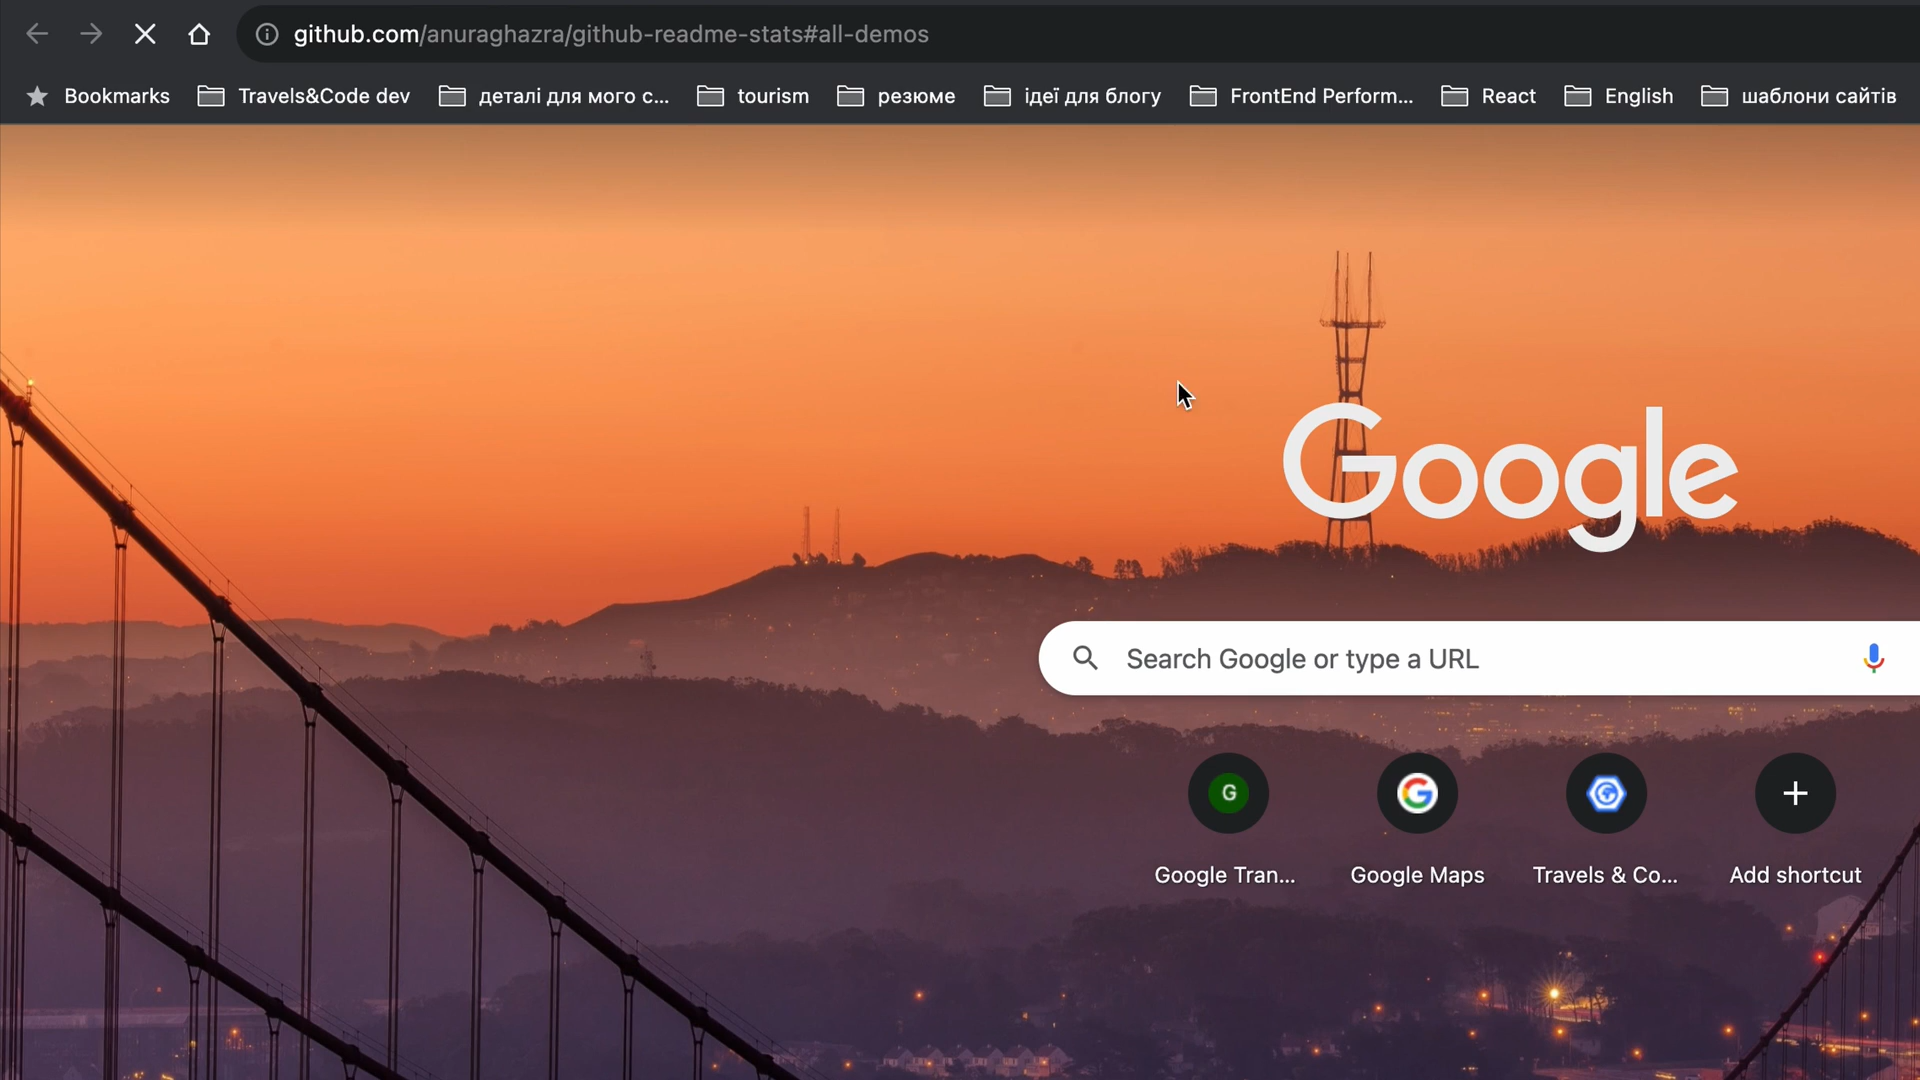 github.com/anuraghazra/github-readme-stats#all-demos
Bookmarks Travels&Code dev деталі для мого с... tourism резюме ідеї для блогу FrontEnd Perform... React English шаблони сайтів
Google
Search Google or type a URL
G
Google Tran... Google Maps Travels & Co... Add shortcut